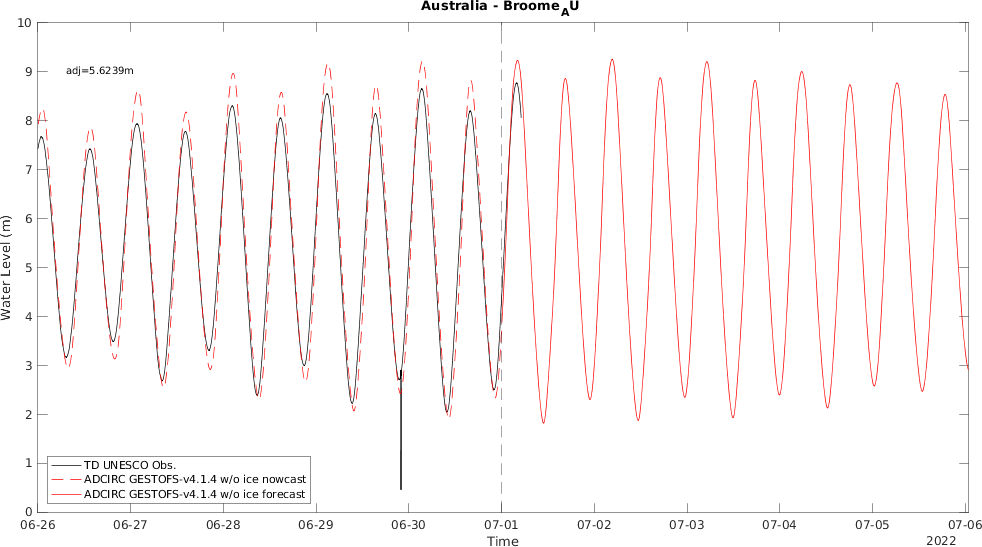 Australia - Broome_AU
10
9
8
7
6
5
4
3
2
1
0
Water Level (m)
adj=5.6239m
TD UNESCO Obs.
ADCIRC GESTOFS-v4.1.4 w/o ice nowcast
ADCIRC GESTOFS-v4.1.4 w/o ice forecast
06-26 06-27 06-28 06-29 06-30 07-01 07-02 07-03 07-04 07-05 07-06
Time
2022